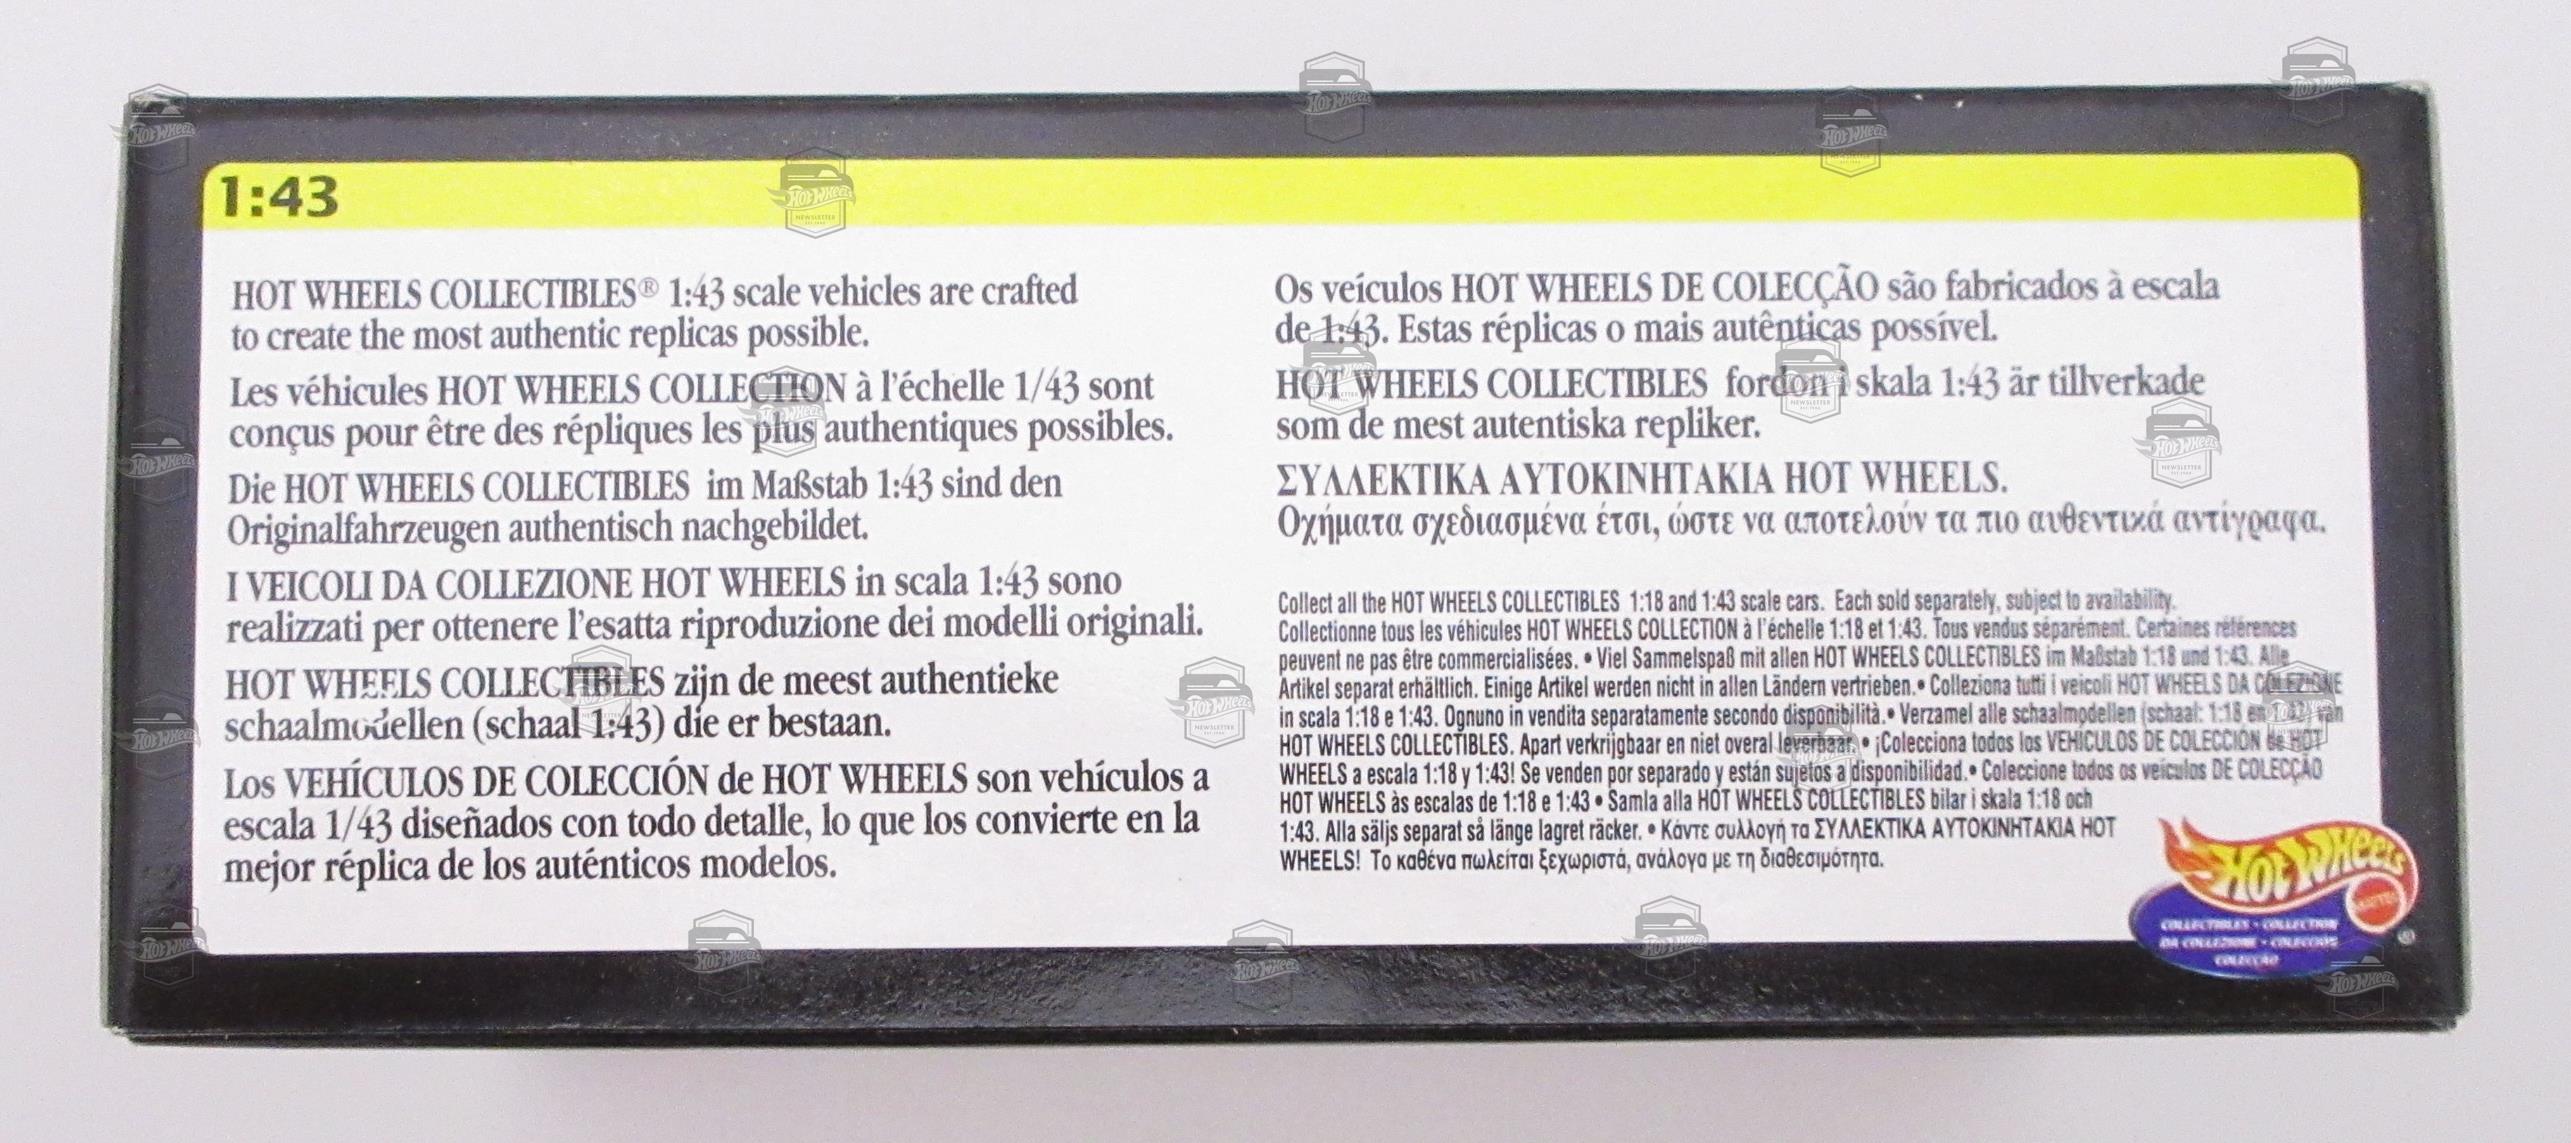 1:43
HOT WHEELS COLLECTIBLES® 1:43 scale vehicles are crafted
to create the most authentic replicas possible.
Les véhicules HOT WHEELS COLLECTION à l'échelle 1/43 sont
conçus pour être des répliques les plus authentiques possibles.
Die HOT WHEELS COLLECTIBLES im Maßstab 1:43 sind den
Originalfahrzeugen authentisch nachgebildet.
I VEICOLI DA COLLEZIONE HOT WHEELS in scala 1:43 sono
realizzati per ottenere l'esatta riproduzione dei modelli originali.
HOT WHEELS COLLECTIBLES zijn de meest authentieke
schaalmodellen (schaal 1:43) die er bestaan.
Los VEHÍCULOS DE COLECCIÓN de HOT WHEELS son vehículos a
escala 1/43 diseñados con todo detalle, lo que los convierte en la
mejor réplica de los auténticos modelos.
Os veículos HOT WHEELS DE COLECÇÃO são fabricados à escala
de 1:43. Estas réplicas o mais autênticas possível.
HOT WHEELS COLLECTIBLES fordon i skala 1:43 är tillverkade
som de mest autentiska repliker.
ΣΥΛΛΕΚΤΙΚΑ ΑΥΤΟΚΙΝΗΤΑΚΙΑ HOT WHEELS.
Οχήματα σχεδιασμένα έτσι, ώστε να αποτελούν τα πιο αυθεντικά αντίγραφα.
Collect all the HOT WHEELS COLLECTIBLES 1:18 and 1:43 scale cars. Each sold separately, subject to availability.
Collectionne tous les véhicules HOT WHEELS COLLECTION à l'échelle 1:18 et 1:43. Tous vendus séparément. Certaines références
peuvent ne pas être commercialisées. • Viel Sammelspaß mit allen HOT WHEELS COLLECTIBLES im Maßstab 1:18 und 1:43. Alle
Artikel separat erhältlich. Einige Artikel werden nicht in allen Ländern vertrieben.• Colleziona tutti i veicoli HOT WHEELS DA COLEZIONE
in scala 1:18 e 1:43. Ognuno in vendita separatamente secondo disponibilità.• Verzamel alle schaalmodellen (schaal: 1:18 en 1:43) van
HOT WHEELS COLLECTIBLES. Apart verkrijgbaar en niet overal leverbaar. • ¡Colecciona todos los VEHICULOS DE COLECCIÓN de HOT
WHEELS a escala 1:18 y 1:43! Se venden por separado y están sujetos a disponibilidad.• Coleccione todos os veículos DE COLECÇÃO
HOT WHEELS às escalas de 1:18 e 1:43 • Samla alla HOT WHEELS COLLECTIBLES bilar i skala 1:18 och
1:43. Alla säljs separat så länge lagret räcker. • Κάντε συλλογή τα ΣΥΛΛΕΚΤΙΚΑ ΑΥΤΟΚΙΝΗΤΑΚΙΑ HOT
WHEELS! Το καθένα πωλείται ξεχωριστά, ανάλογα με τη διαθεσιμότητα.
Hot Wheels
MATTEL
COLLECTIBLES • COLLECTION
DA COLLEZIONE • COLECCIÓN
COLECÇÃO